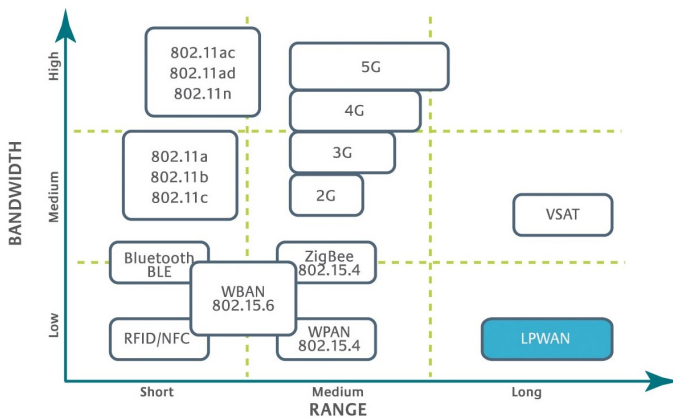 High
802.11ac
802.11ad
802.11n
5G
4G
BANDWIDTH
Medium
802.11a
802.11b
802.11c
3G
2G
VSAT
Low
Bluetooth
BLE
ZigBee
802.15.4
WBAN
802.15.6
RFID/NFC
WPAN
802.15.4
LPWAN
Short
Medium
Long
RANGE